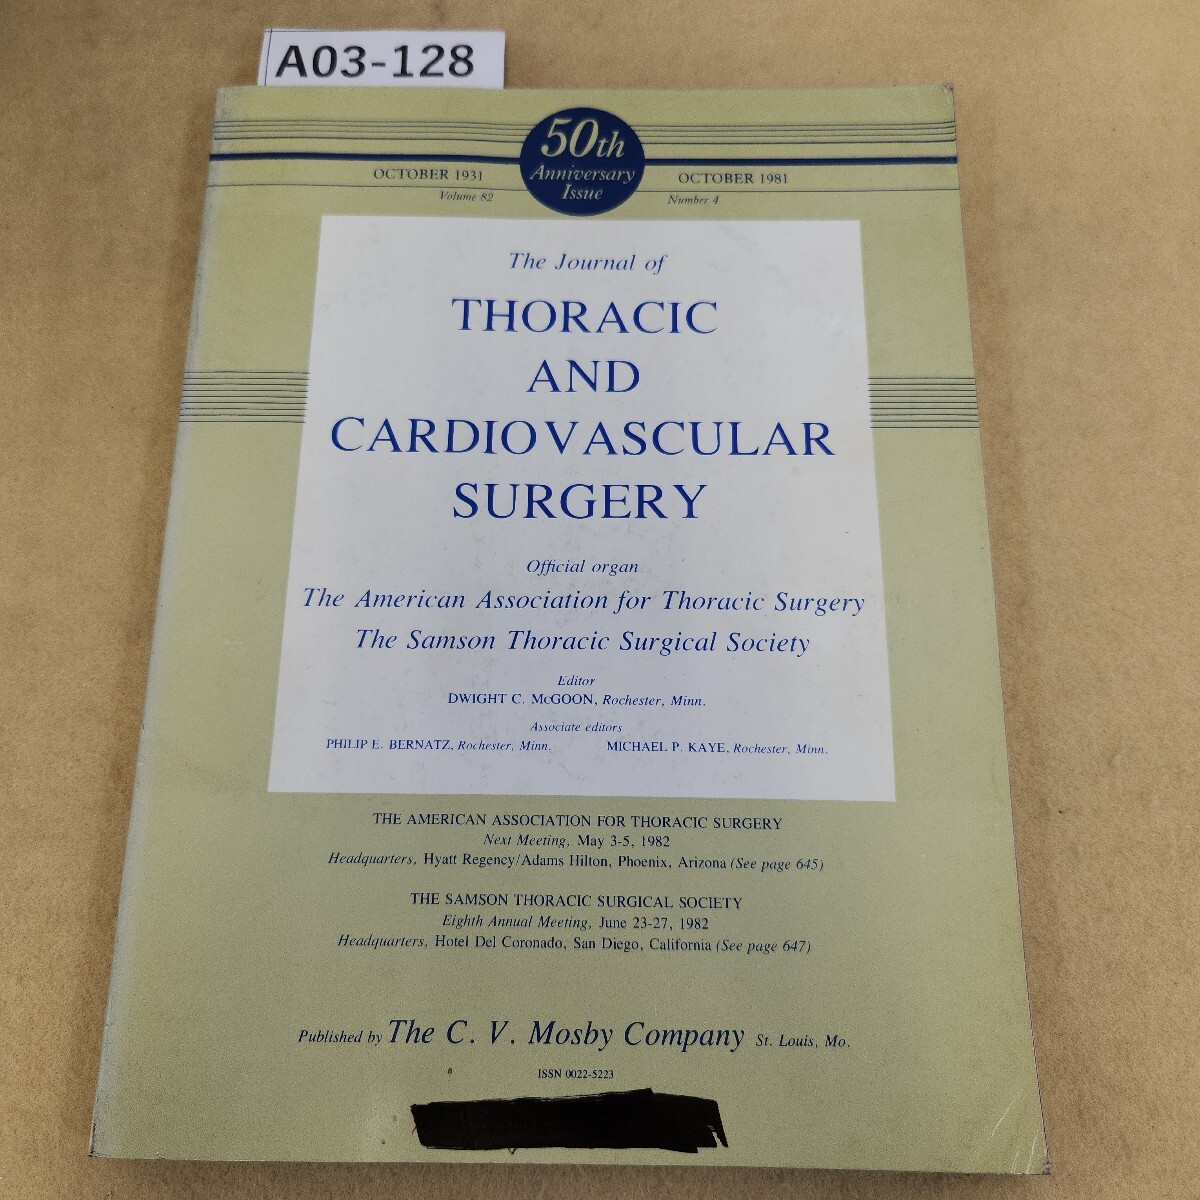 A03-128
50th
Anniversary
Issue
OCTOBER 1931
OCTOBER 1981
Volume 82
Number 4
The Journal of
THORACIC
AND
CARDIOVASCULAR
SURGERY
Official organ
The American Association for Thoracic Surgery
The Samson Thoracic Surgical Society
Editor
DWIGHT C. McGOON, Rochester, Minn.
Associate editors
PHILIP E. BERNATZ, Rochester, Minn.
MICHAEL P. KAYE, Rochester, Minn.
THE AMERICAN ASSOCIATION FOR THORACIC SURGERY
Next Meeting, May 3-5, 1982
Headquarters, Hyatt Regency/Adams Hilton, Phoenix, Arizona (See page 645)
THE SAMSON THORACIC SURGICAL SOCIETY
Eighth Annual Meeting, June 23-27, 1982
Headquarters, Hotel Del Coronado, San Diego, California (See page 647)
Published by The C. V. Mosby Company St. Louis, Mo.
ISSN 0022-5223